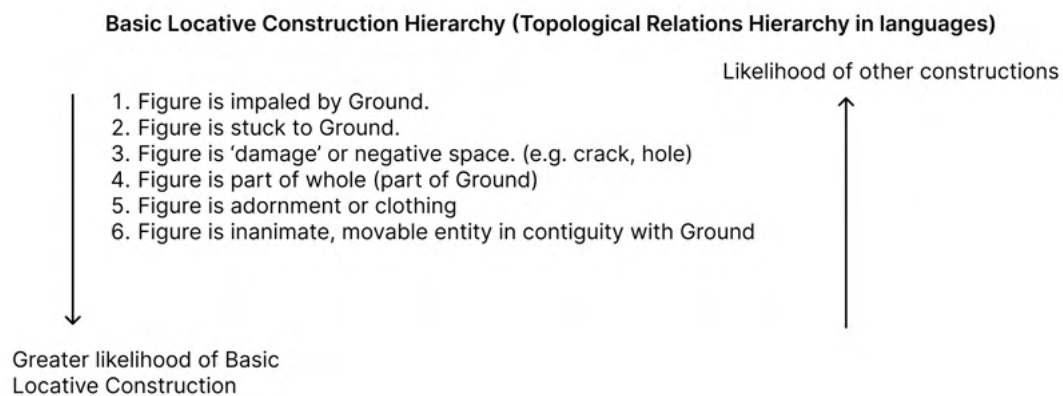 Basic Locative Construction Hierarchy (Topological Relations Hierarchy in languages)
Likelihood of other constructions
1. Figure is impaled by Ground.
2. Figure is stuck to Ground.
3. Figure is ‘damage’ or negative space. (e.g. crack, hole)
4. Figure is part of whole (part of Ground)
5. Figure is adornment or clothing
6. Figure is inanimate, movable entity in contiguity with Ground
Greater likelihood of Basic
Locative Construction